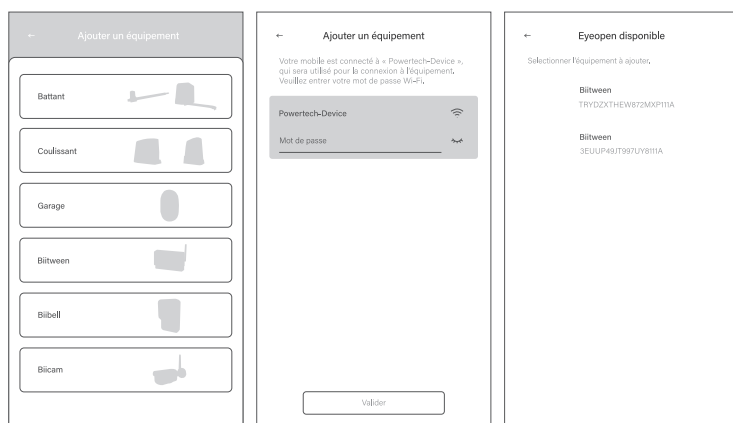 ← Ajouter un équipement
Battant
Coulissant
Garage
Biitween
Biibell
Biicam
← Ajouter un équipement
Votre mobile est connecté à « Powertech-Device »,
qui sera utilisé pour la connexion à l'équipement.
Veuillez entrer votre mot de passe Wi-Fi.
Powertech-Device
Mot de passe
Valider
← Eyeopen disponible
Selectionner l'équipement à ajouter.
Biitween
TRYDZXTHEW872MXP111A
Biitween
3EUUP49JT997UY8111A